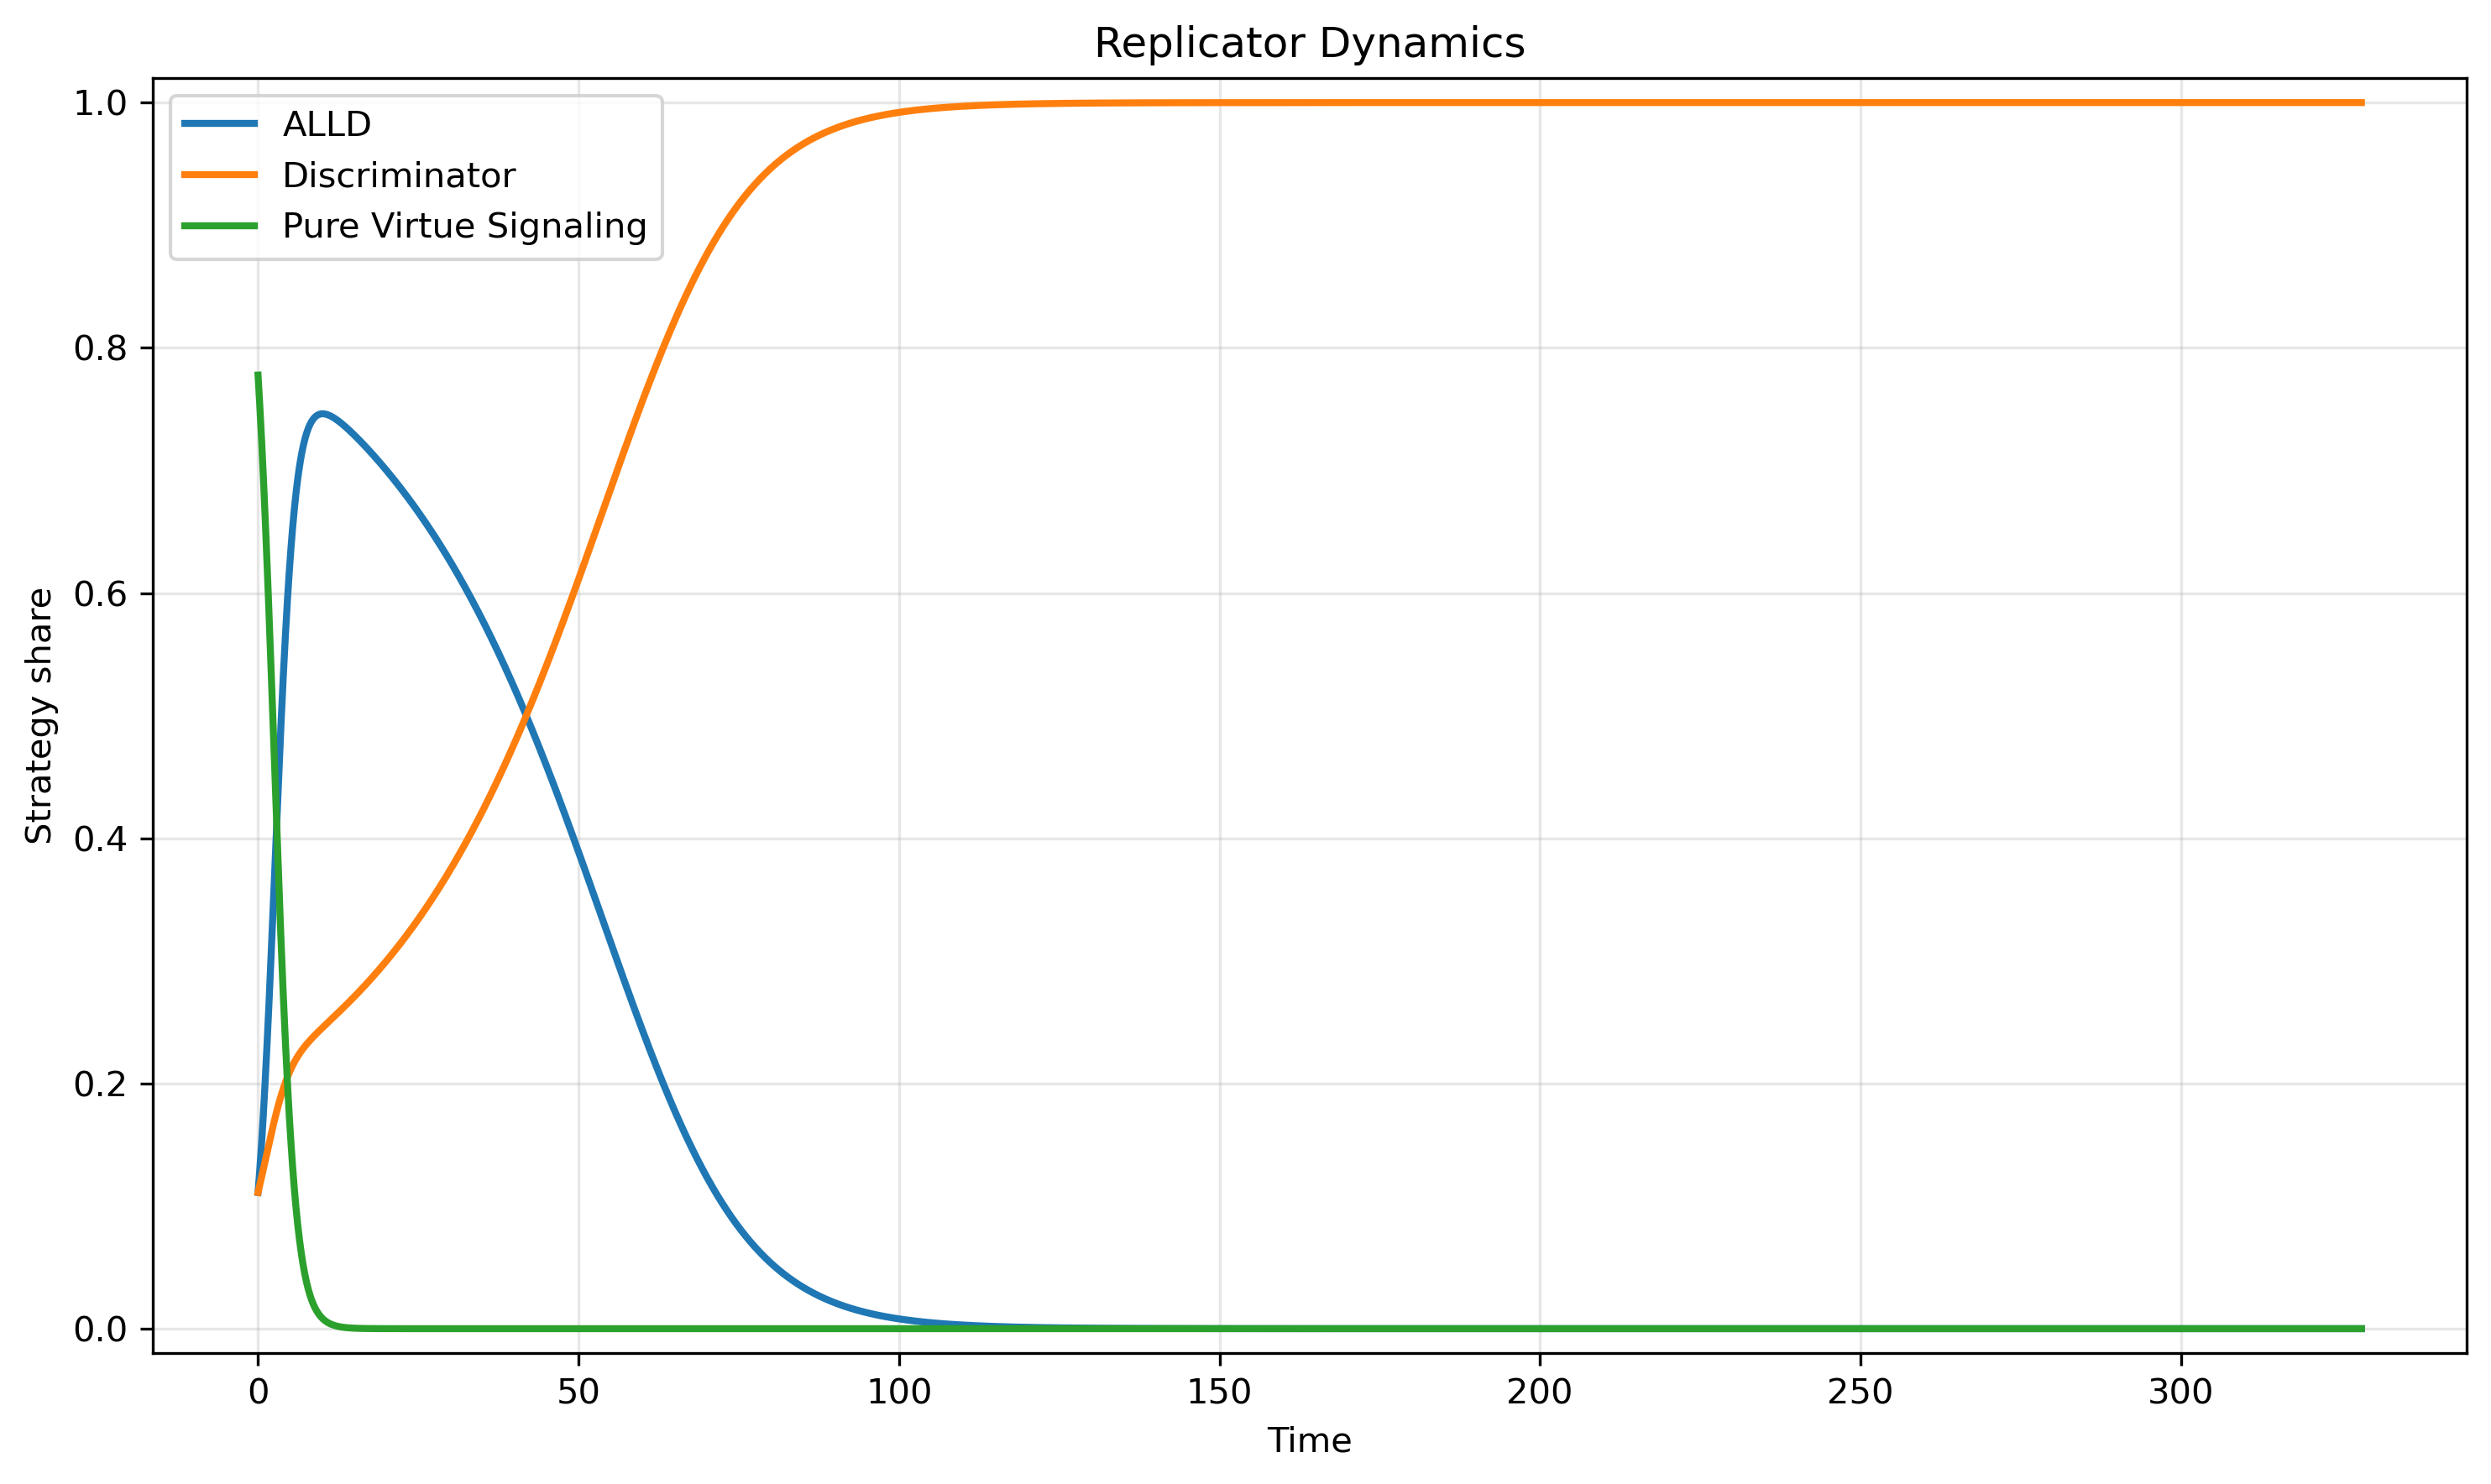 Replicator Dynamics
ALLD
Discriminator
Pure Virtue Signaling
1.0
0.8
0.6
0.4
0.2
0.0
Strategy share
0 50 100 150 200 250 300
Time